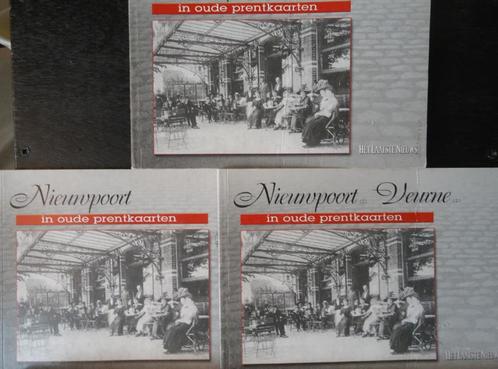 in oude prentkaarten
HET LAATSTE NIEUWS
Nieuwpoort
in oude prentkaarten
Nieuwpoort Veurne
in oude prentkaarten
HET LAATSTE NIEUWS